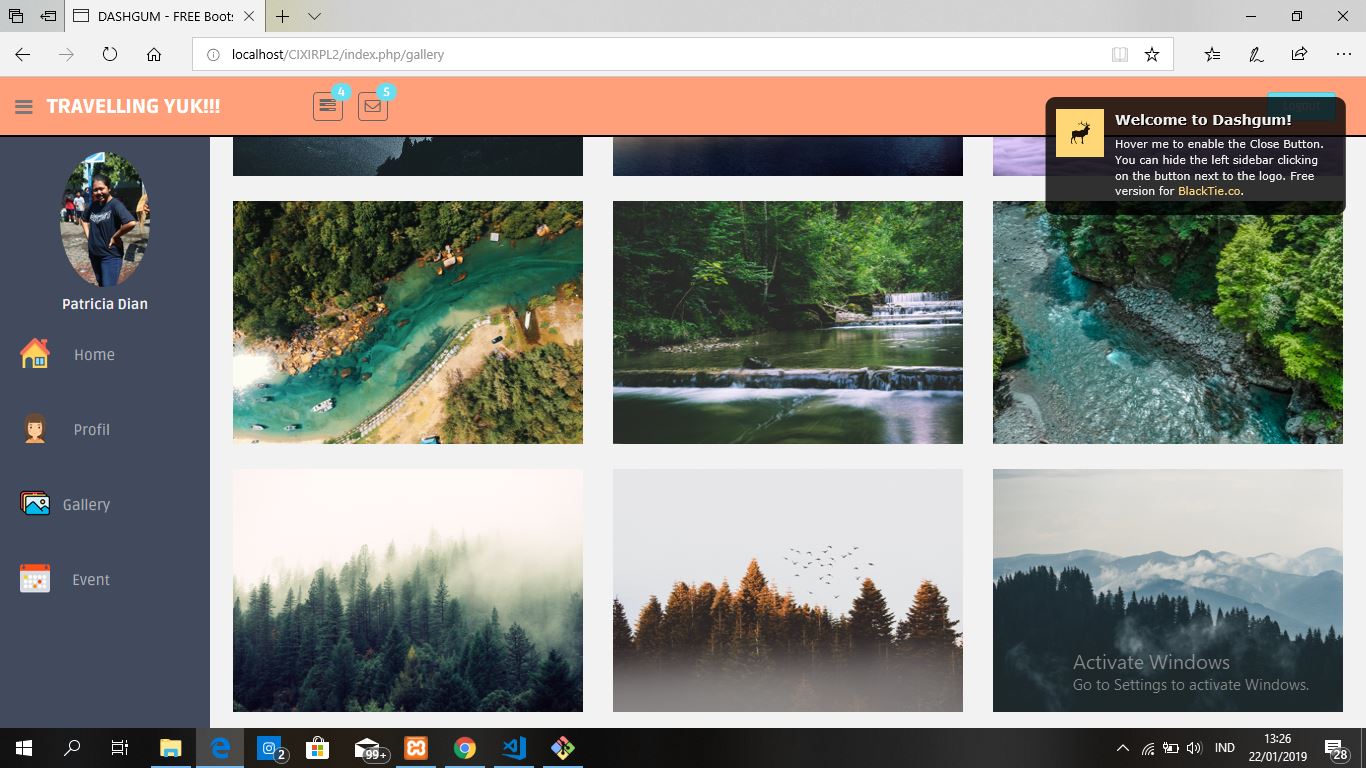 DASHGUM - FREE Boots
localhost/CIXIRPL2/index.php/gallery
TRAVELLING YUK!!!
4
5
Logout
Welcome to Dashgum!
Hover me to enable the Close Button.
You can hide the left sidebar clicking
on the button next to the logo. Free
version for BlackTie.co.
Patricia Dian
Home
Profil
Gallery
Event
Activate Windows
Go to Settings to activate Windows.
2
99+
IND
13:26
22/01/2019
28